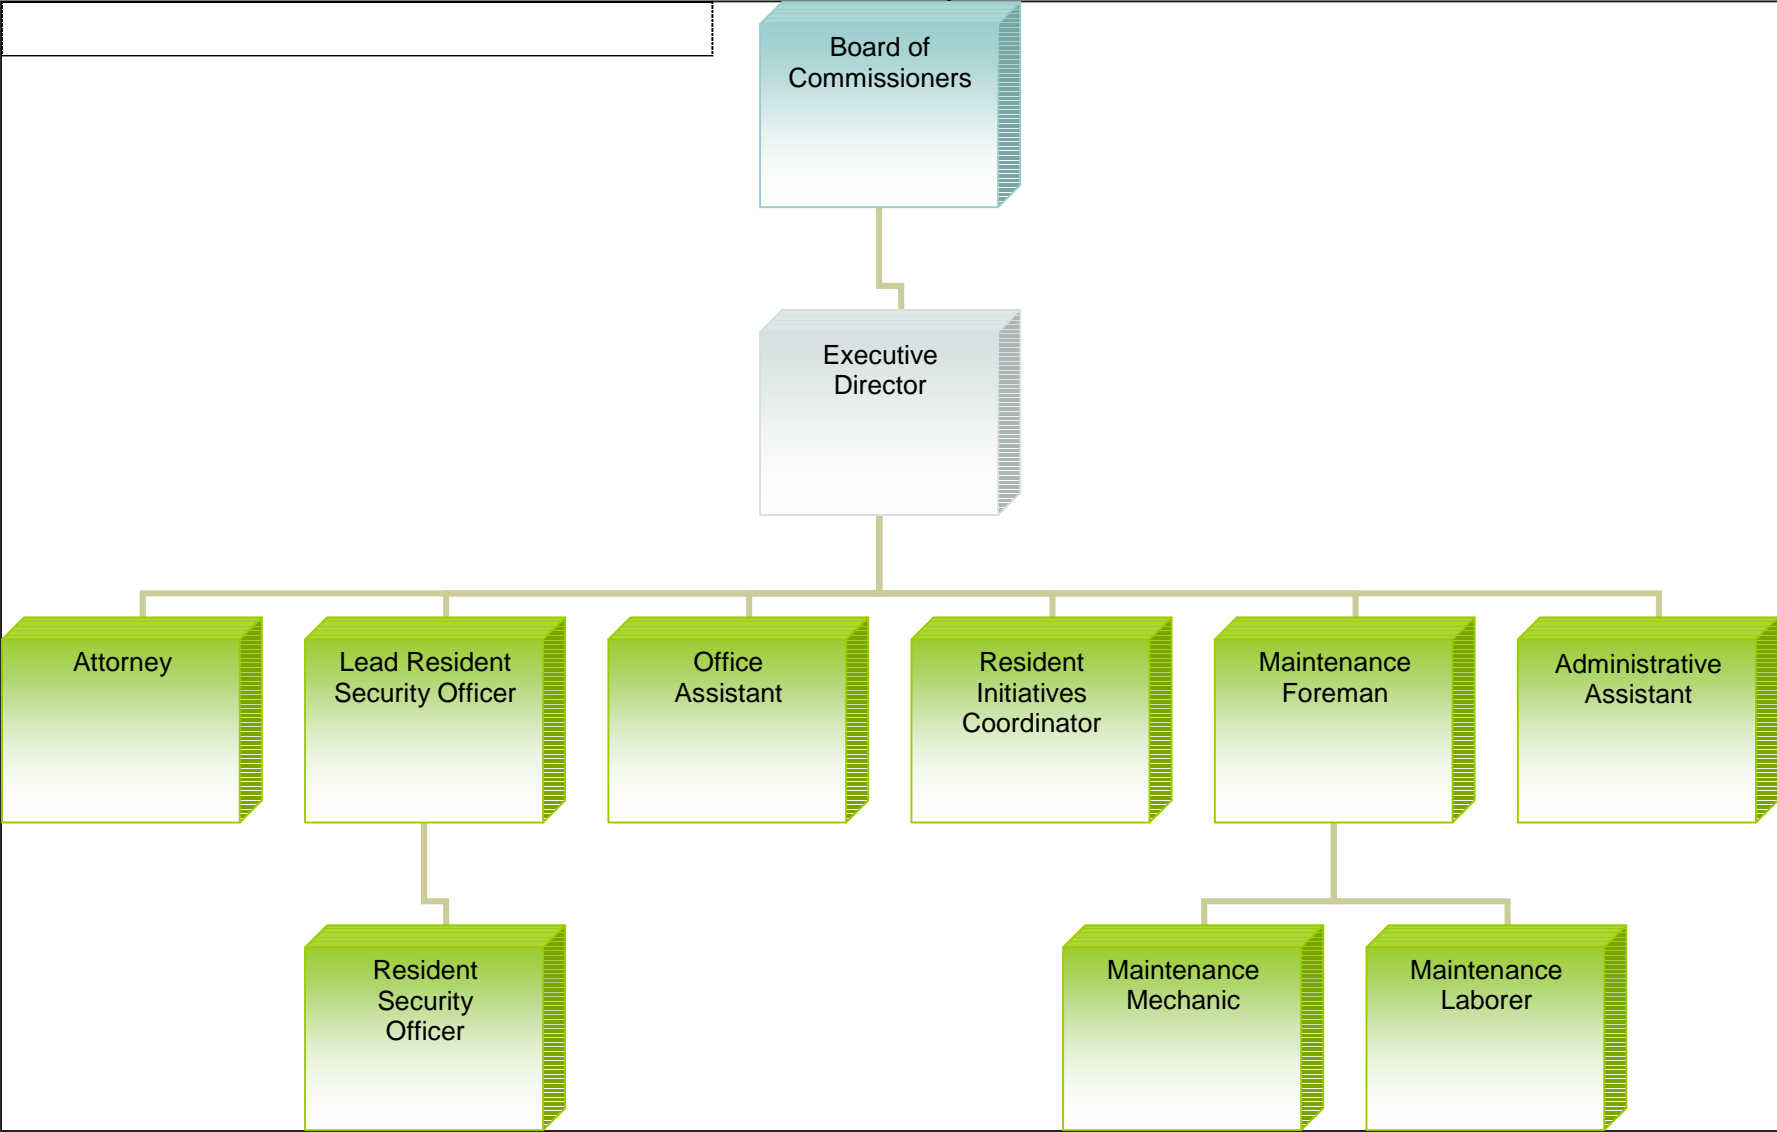 Board of
Commissioners
Executive
Director
Attorney
Lead Resident
Security Officer
Office
Assistant
Resident
Initiatives
Coordinator
Maintenance
Foreman
Administrative
Assistant
Resident
Security
Officer
Maintenance
Mechanic
Maintenance
Laborer